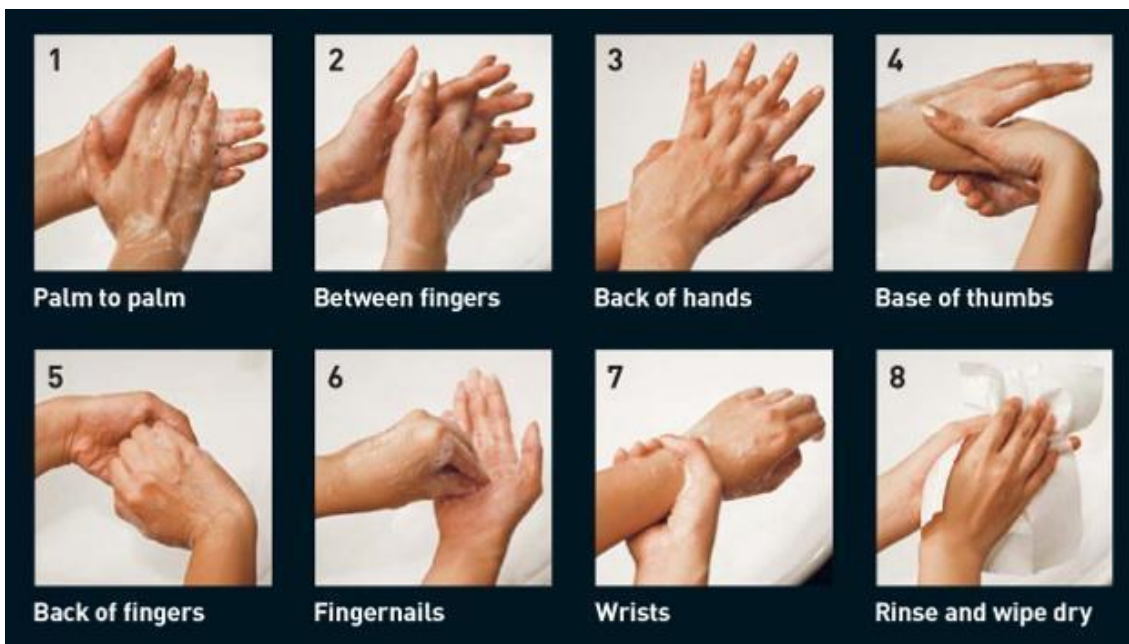 1
2
3
4
Palm to palm
Between fingers
Back of hands
Base of thumbs
5
6
7
8
Back of fingers
Fingernails
Wrists
Rinse and wipe dry